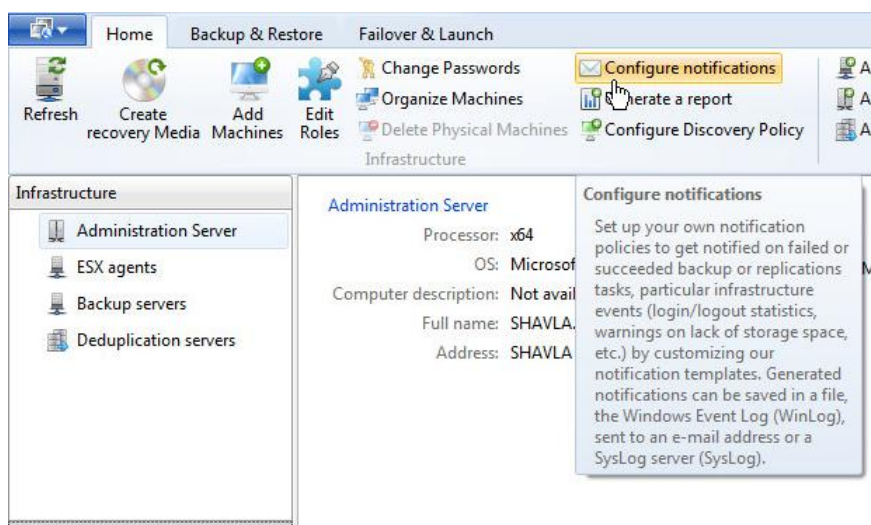 Home Backup & Restore Failover & Launch
Refresh
Create
recovery Media
Add
Machines
Edit
Roles
Change Passwords
Organize Machines
Delete Physical Machines
Configure notifications
a report
Configure Discovery Policy
A
A
A
Infrastructure
Infrastructure
Administration Server
ESX agents
Backup servers
Deduplication servers
Administration Server
Processor: x64
OS: Microsof
Computer description: Not avail
Full name: SHAVLA.
Address: SHAVLA
Configure notifications
Set up your own notification
policies to get notified on failed or
succeeded backup or replications
tasks, particular infrastructure
events (login/logout statistics,
warnings on lack of storage space,
etc.) by customizing our
notification templates. Generated
notifications can be saved in a file,
the Windows Event Log (WinLog),
sent to an e-mail address or a
SysLog server (SysLog).